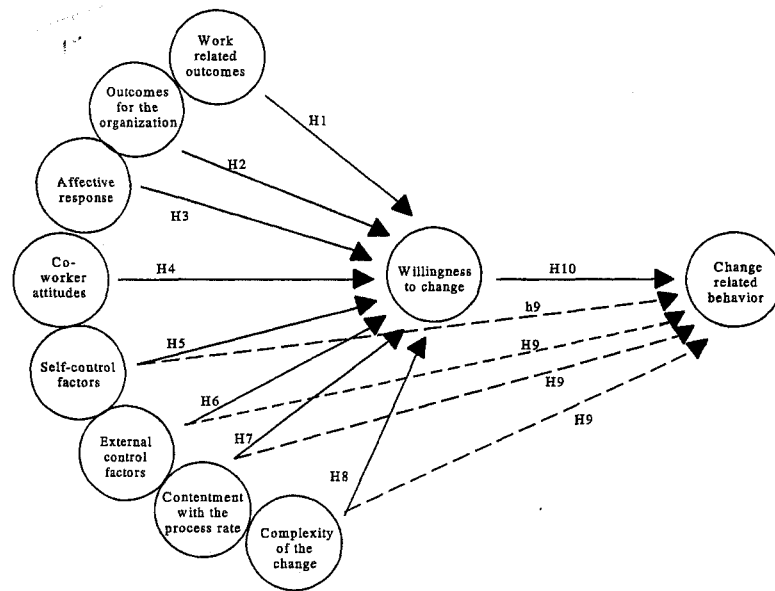 Work
related
outcomes
Outcomes
for the
organization
H1
H2
Affective
response
H3
Co-
worker
attitudes
H4
Willingness
to change
H10
Change
related
behavior
h9
H5
Self-control
factors
H9
H6
H9
External
control
factors
H7
H9
H8
Contentment
with the
process rate
Complexity
of the
change